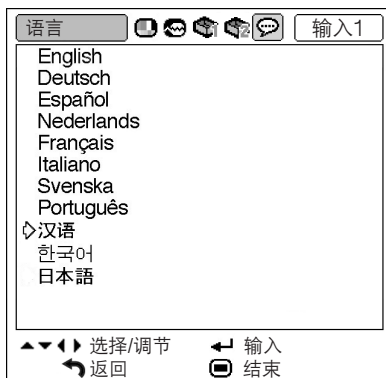 语言 输入1
English
Deutsch
Español
Nederlands
Français
Italiano
Svenska
Português
汉语
한국어
日本語
选择/调节 输入
返回 结束